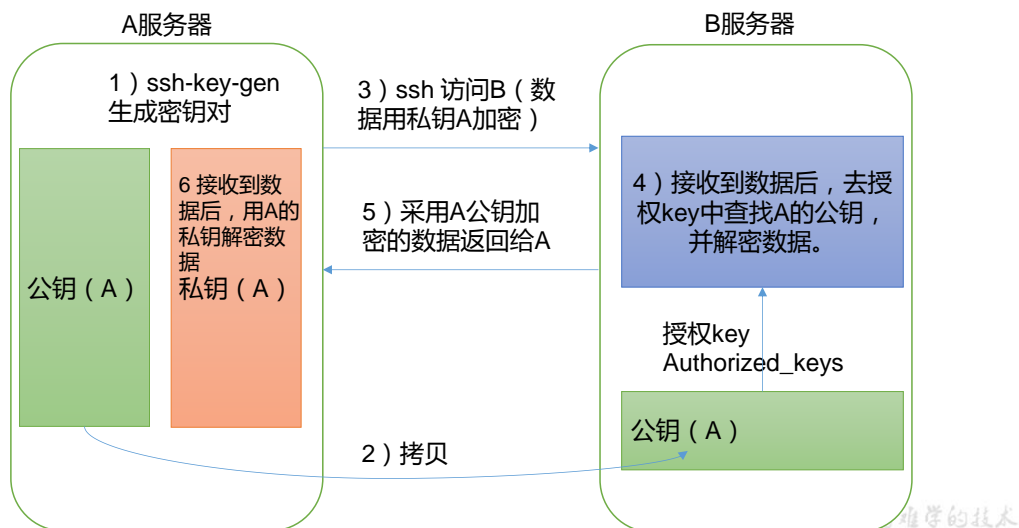 A服务器
B服务器
1）ssh-key-gen
生成密钥对
3）ssh 访问B（数
据用私钥A加密）
6 接收到数
据后，用A的
私钥解密数
据
公钥（A）
私钥（A）
5）采用A公钥加
密的数据返回给A
4）接收到数据后，去授
权key中查找A的公钥，
并解密数据。
授权key
Authorized_keys
公钥（A）
2）拷贝
难学的技术